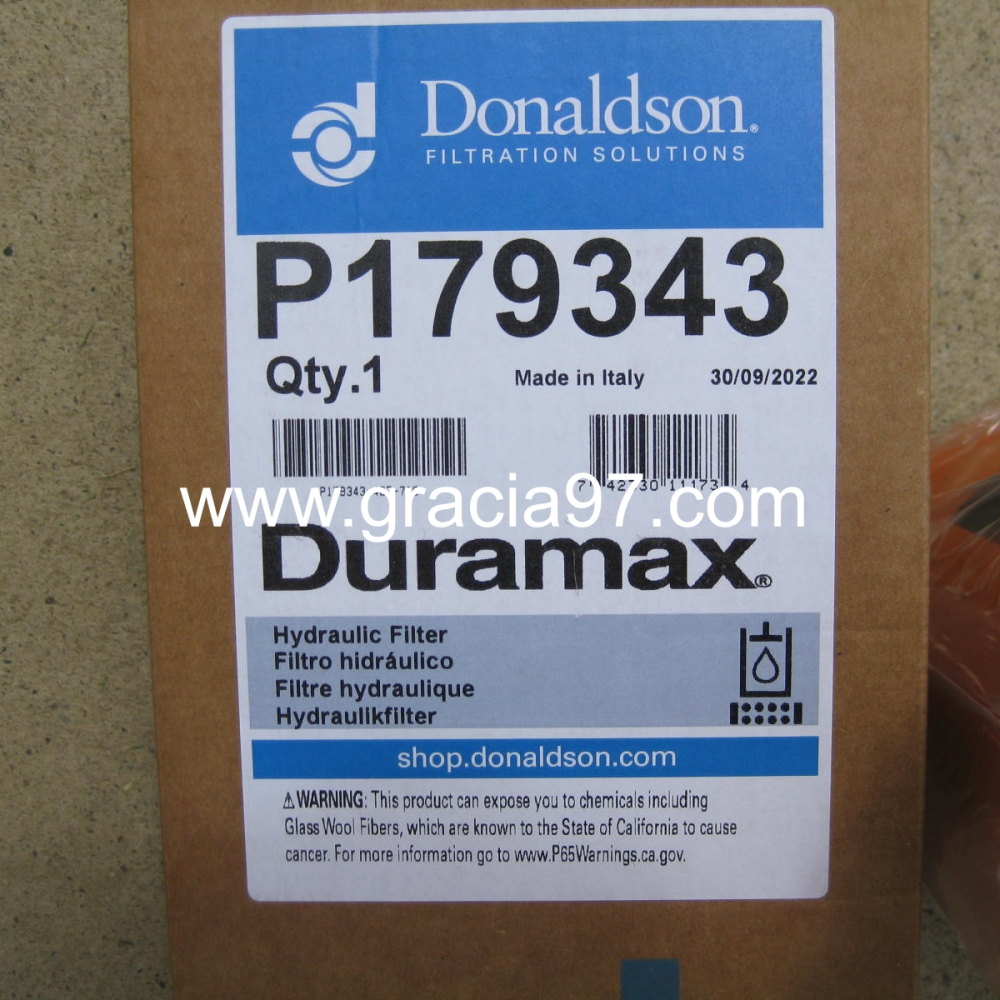 Donaldson®
FILTRATION SOLUTIONS
P179343
Qty.1 Made in Italy 30/09/2022
www.gracia97.com
Duramax®
Hydraulic Filter
Filtro hidráulico
Filtre hydraulique
Hydraulikfilter
shop.donaldson.com
⚠WARNING: This product can expose you to chemicals including
Glass Wool Fibers, which are known to the State of California to cause
cancer. For more information go to www.P65Warnings.ca.gov.